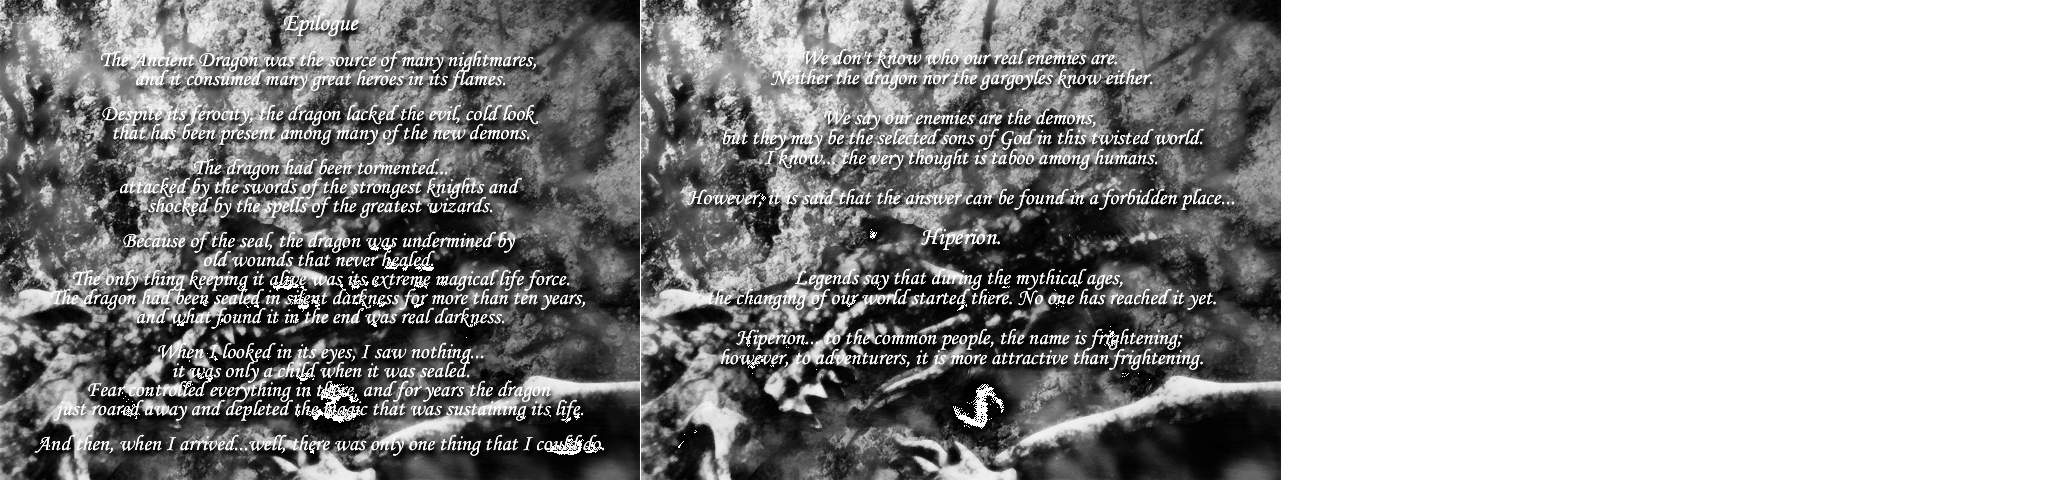 Epilogue
The Ancient Dragon was the source of many nightmares,
and it consumed many great heroes in its flames.
Despite its ferocity, the dragon lacked the evil, cold look
that has been present among many of the new demons.
The dragon had been tormented...
attacked by the swords of the strongest knights and
shocked by the spells of the greatest wizards.
Because of the seal, the dragon was undermined by
old wounds that never healed.
The only thing keeping it alive was its extreme magical life force.
The dragon had been sealed in silent darkness for more than ten years,
and what found it in the end was real darkness.
When I looked in its eyes, I saw nothing...
it was only a child when it was sealed.
Fear controlled everything in there, and for years the dragon
just roared away and depleted the magic that was sustaining its life.
And then, when I arrived...well, there was only one thing that I could do.
We don't know who our real enemies are.
Neither the dragon nor the gargoyles know either.
We say our enemies are the demons,
but they may be the selected sons of God in this twisted world.
I know... the very thought is taboo among humans.
However, it is said that the answer can be found in a forbidden place...
Hiperion.
Legends say that during the mythical ages,
the changing of our world started there. No one has reached it yet.
Hiperion... to the common people, the name is frightening;
however, to adventurers, it is more attractive than frightening.